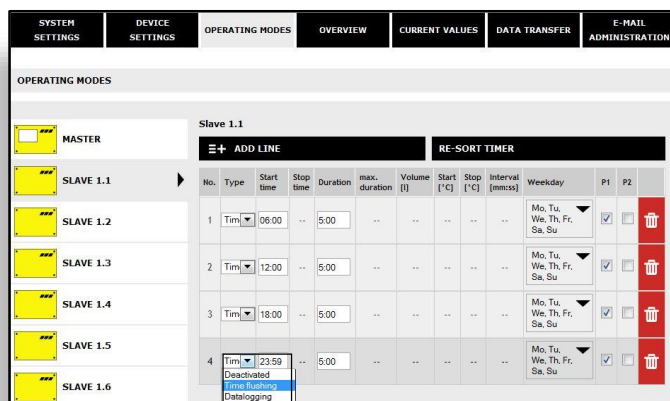 SYSTEM SETTINGS
DEVICE SETTINGS
OPERATING MODES
OVERVIEW
CURRENT VALUES
DATA TRANSFER
E-MAIL ADMINISTRATION
OPERATING MODES
MASTER
SLAVE 1.1
SLAVE 1.2
SLAVE 1.3
SLAVE 1.4
SLAVE 1.5
SLAVE 1.6
Slave 1.1
ADD LINE
RE-SORT TIMER
No. Type Start time Stop time Duration max. duration Volume [l] Start [°C] Stop [°C] Interval [mm:ss] Weekday P1 P2
1 Tim 06:00 -- 5:00 -- -- -- -- -- Mo, Tu, We, Th, Fr, Sa, Su
2 Tim 12:00 -- 5:00 -- -- -- -- -- Mo, Tu, We, Th, Fr, Sa, Su
3 Tim 18:00 -- 5:00 -- -- -- -- -- Mo, Tu, We, Th, Fr, Sa, Su
4 Tim 23:59 -- 5:00 -- -- -- -- -- Mo, Tu, We, Th, Fr, Sa, Su
Deactivated
Time flushing
Datalogging